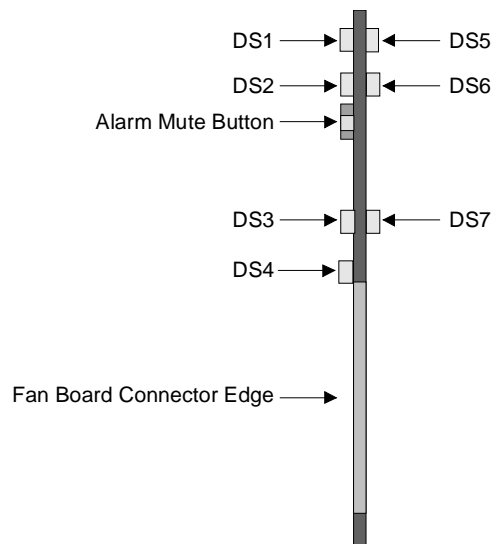 DS1
DS5
DS2
DS6
Alarm Mute Button
DS3
DS7
DS4
Fan Board Connector Edge